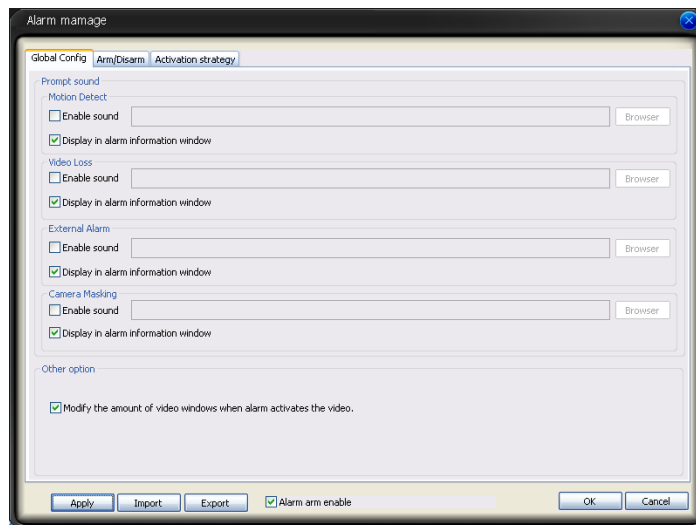 Alarm mamage
Global Config Arm/Disarm Activation strategy
Prompt sound
Motion Detect
Enable sound Browser
Display in alarm information window
Video Loss
Enable sound Browser
Display in alarm information window
External Alarm
Enable sound Browser
Display in alarm information window
Camera Masking
Enable sound Browser
Display in alarm information window
Other option
Modify the amount of video windows when alarm activates the video.
Apply Import Export Alarm arm enable OK Cancel